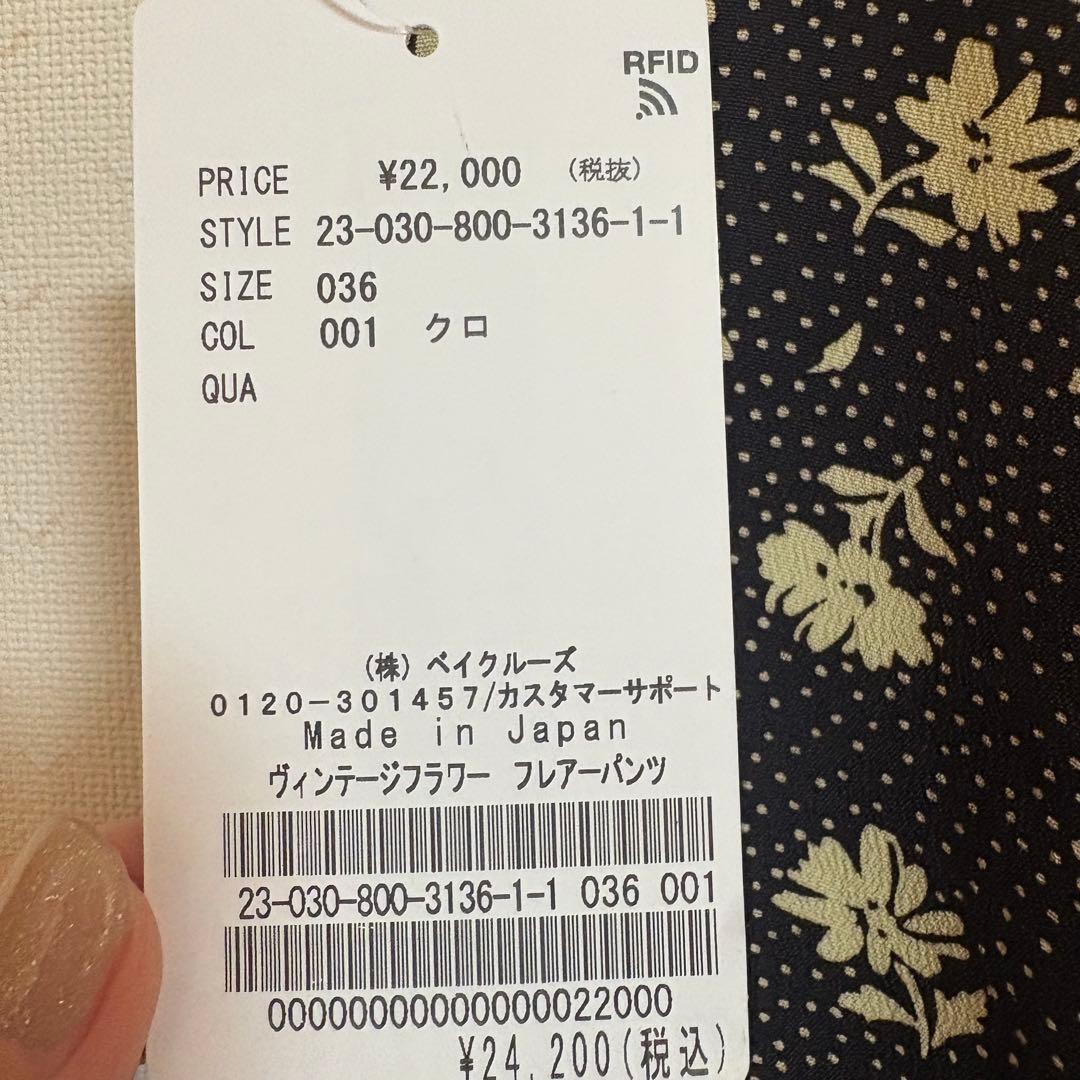 RFID
PRICE ¥22,000 (税抜)
STYLE 23-030-800-3136-1-1
SIZE 036
COL 001 クロ
QUA
(株) ベイクルーズ
0120-301457/カスタマーサポート
Made in Japan
ヴィンテージフラワー フレアーパンツ
23-030-800-3136-1-1 036 001
00000000000000022000
¥24,200(税込)